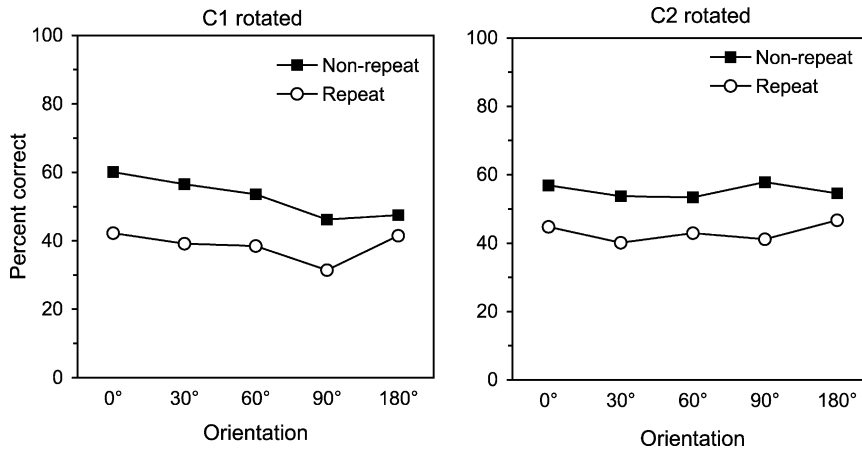 C1 rotated
Percent correct
100
80
60
40
20
0
Non-repeat
Repeat
0° 30° 60° 90° 180°
Orientation
C2 rotated
100
80
60
40
20
0
Non-repeat
Repeat
0° 30° 60° 90° 180°
Orientation